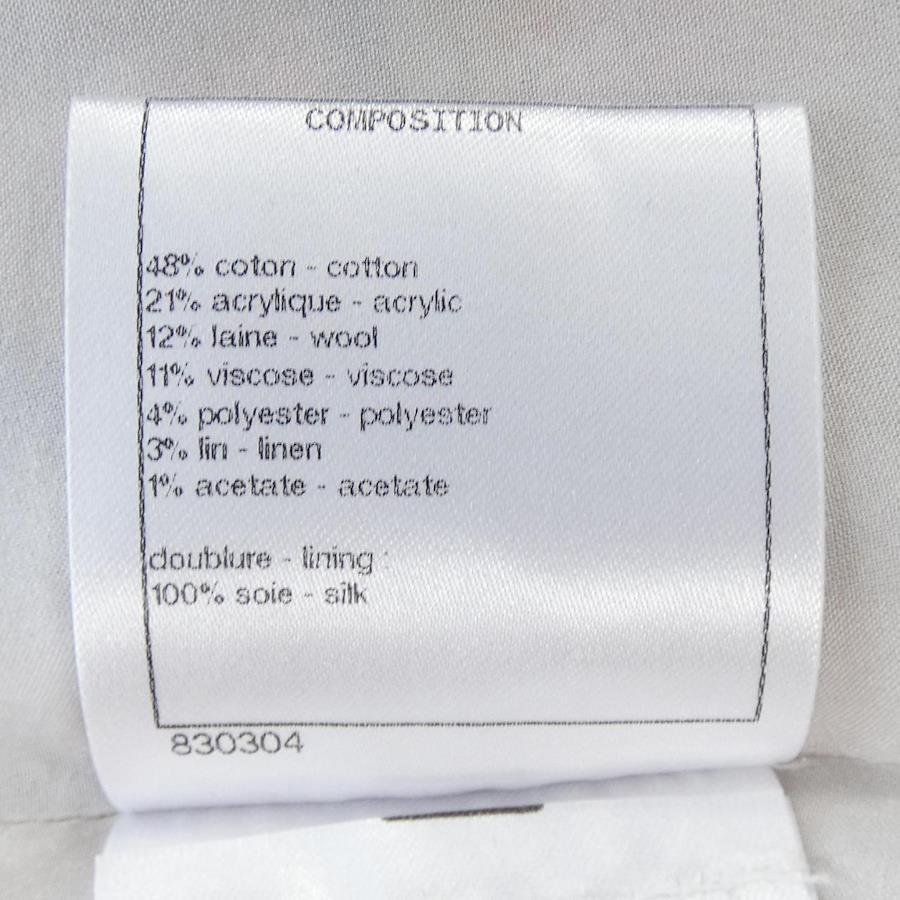 COMPOSITION
48% coton - cotton
21% acrylique - acrylic
12% laine - wool
11% viscose - viscose
4% polyester - polyester
3% lin - linen
1% acetate - acetate
doublure - lining :
100% soie - silk
830304